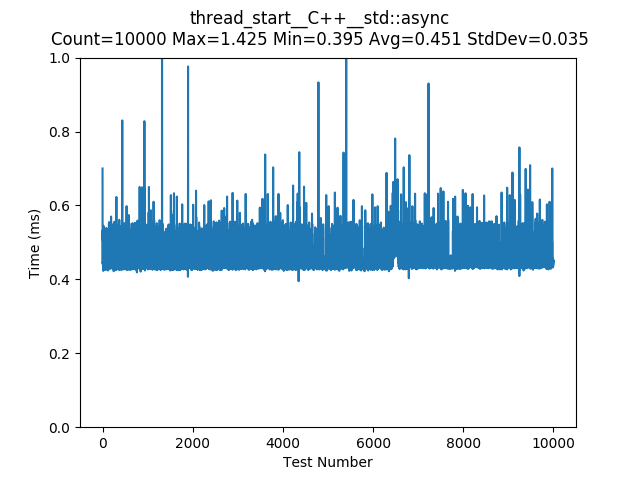 thread_start__C++__std::async
Count=10000 Max=1.425 Min=0.395 Avg=0.451 StdDev=0.035
1.0
0.8
0.6
0.4
0.2
0.0
Time (ms)
0 2000 4000 6000 8000 10000
Test Number